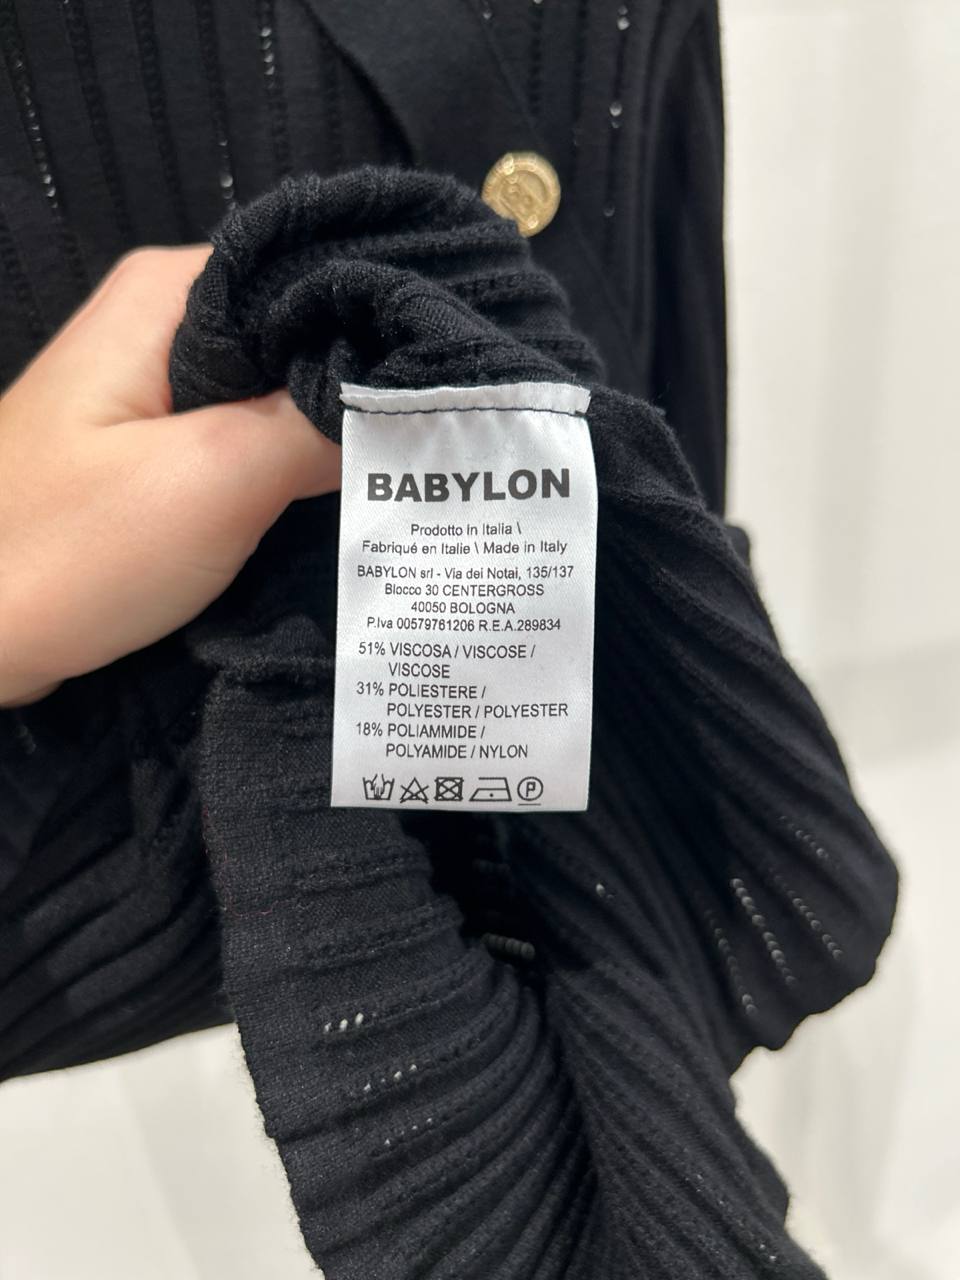 BABYLON
Prodotto in Italia \
Fabriqué en Italie \ Made in Italy
BABYLON srl - Via dei Notai, 135/137
Blocco 30 CENTERGROSS
40050 BOLOGNA
P.Iva 00579761206 R.E.A.289834
51% VISCOSA / VISCOSE /
VISCOSE
31% POLIESTERE /
POLYESTER / POLYESTER
18% POLIAMMIDE /
POLYAMIDE / NYLON
P